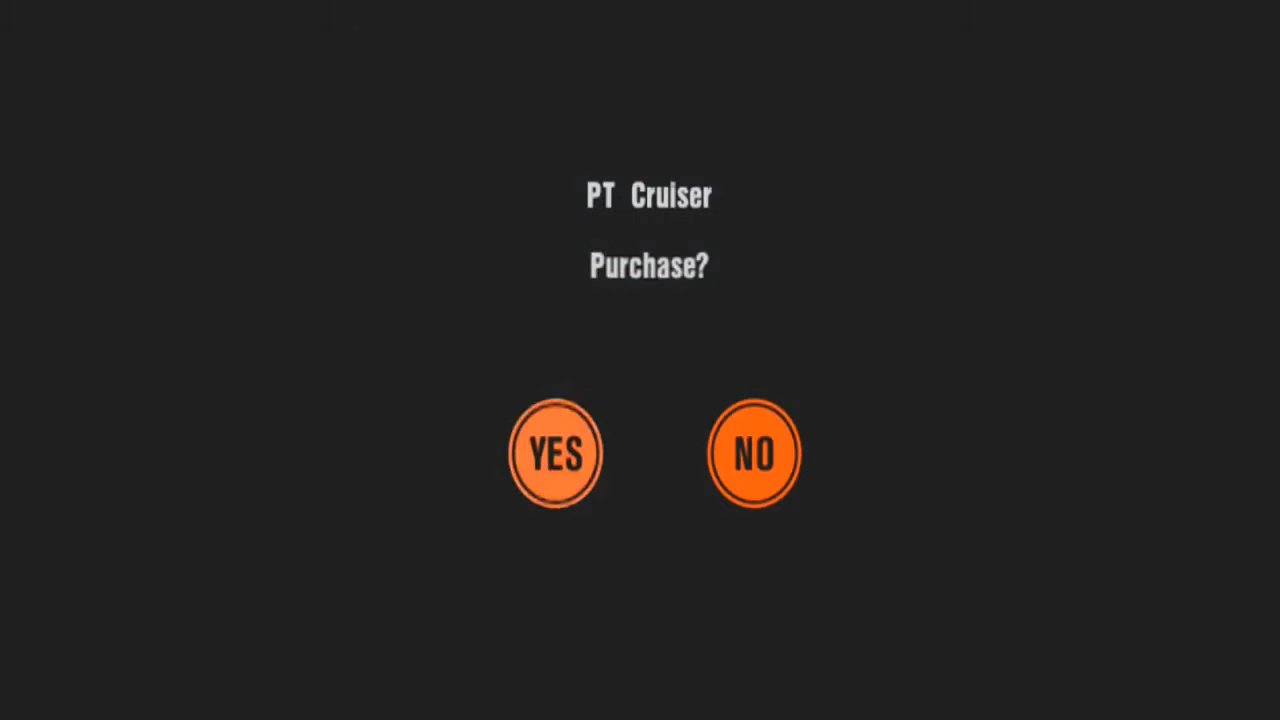 PT Cruiser
Purchase?
YES NO